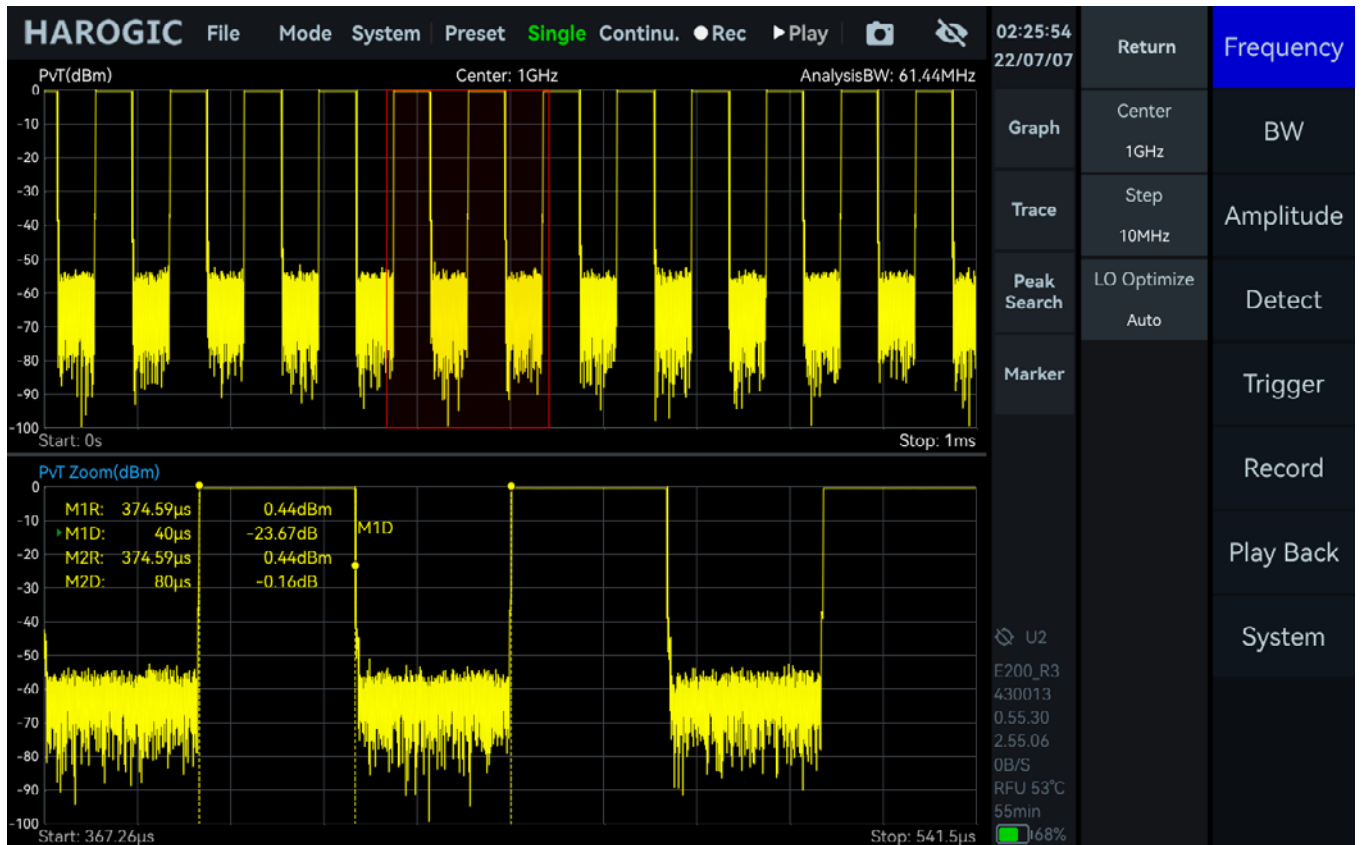 HAROGIC File Mode System Preset Single Continu. Rec Play
02:25:54
22/07/07
PvT(dBm) Center: 1GHz AnalysisBW: 61.44MHz
0
-10
-20
-30
-40
-50
-60
-70
-80
-90
-100
Start: 0s Stop: 1ms
PvT Zoom(dBm)
0
M1R: 374.59μs 0.44dBm
-10
M1D: 40μs -23.67dB M1D
-20
M2R: 374.59μs 0.44dBm
M2D: 80μs -0.16dB
-30
-40
-50
-60
-70
-80
-90
-100
Start: 367.26μs Stop: 541.5μs
Graph
Trace
Peak
Search
Marker
U2
E200_R3
430013
0.55.30
2.55.06
0B/S
RFU 53°C
55min
68%
Return
Center
1GHz
Step
10MHz
LO Optimize
Auto
Frequency
BW
Amplitude
Detect
Trigger
Record
Play Back
System